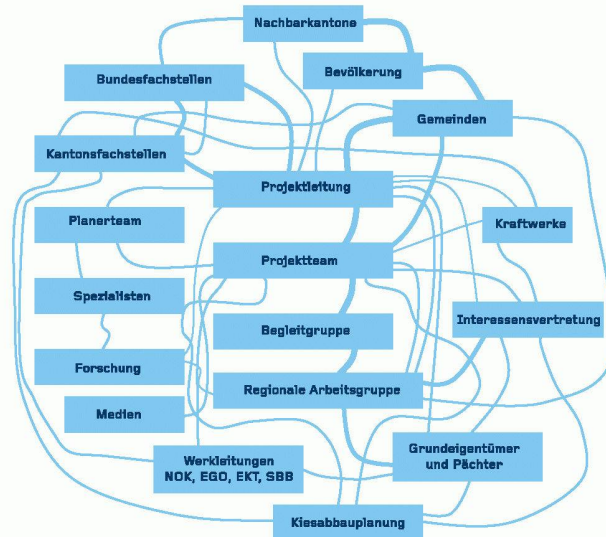 Nachbarkantone
Bevölkerung
Bundesfachstellen
Gemeinden
Kantonsfachstellen
Projektleitung
Planerteam
Kraftwerke
Projektteam
Spezialisten
Interessensvertretung
Begleitgruppe
Forschung
Regionale Arbeitsgruppe
Medien
Grundeigentümer
und Pächter
Werkleitungen
NOK, EGO, EKT, SBB
Kiesabbauplanung